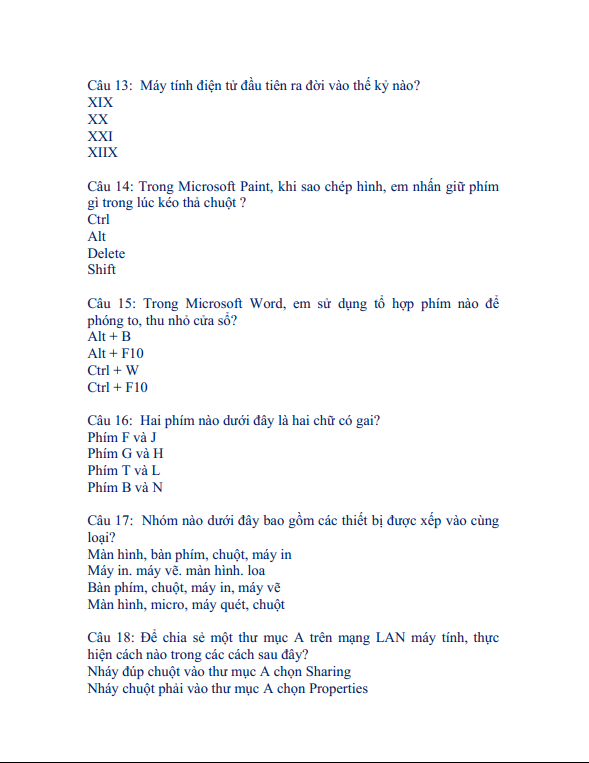 Câu 13: Máy tính điện tử đầu tiên ra đời vào thế kỷ nào?
XIX
XX
XXI
XIIX
Câu 14: Trong Microsoft Paint, khi sao chép hình, em nhấn giữ phím
gì trong lúc kéo thả chuột ?
Ctrl
Alt
Delete
Shift
Câu 15: Trong Microsoft Word, em sử dụng tổ hợp phím nào để
phóng to, thu nhỏ cửa sổ?
Alt + B
Alt + F10
Ctrl + W
Ctrl + F10
Câu 16: Hai phím nào dưới đây là hai chữ có gai?
Phím F và J
Phím G và H
Phím T và L
Phím B và N
Câu 17: Nhóm nào dưới đây bao gồm các thiết bị được xếp vào cùng
loại?
Màn hình, bàn phím, chuột, máy in
Máy in. máy vẽ. màn hình. loa
Bàn phím, chuột, máy in, máy vẽ
Màn hình, micro, máy quét, chuột
Câu 18: Để chia sẻ một thư mục A trên mạng LAN máy tính, thực
hiện cách nào trong các cách sau đây?
Nháy đúp chuột vào thư mục A chọn Sharing
Nháy chuột phải vào thư mục A chọn Properties